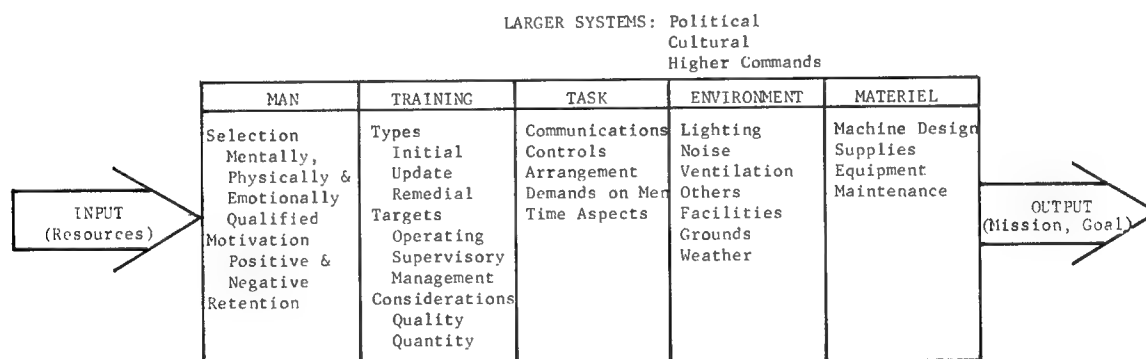 LARGER SYSTEMS: Political
Cultural
Higher Commands
INPUT
(Resources)
MAN
Selection
Mentally,
Physically &
Emotionally
Qualified
Motivation
Positive &
Negative
Retention
TRAINING
Types
Initial
Update
Remedial
Targets
Operating
Supervisory
Management
Considerations
Quality
Quantity
TASK
Communications
Controls
Arrangement
Demands on Men
Time Aspects
ENVIRONMENT
Lighting
Noise
Ventilation
Others
Facilities
Grounds
Weather
MATERIEL
Machine Design
Supplies
Equipment
Maintenance
OUTPUT
(Mission, Goal)